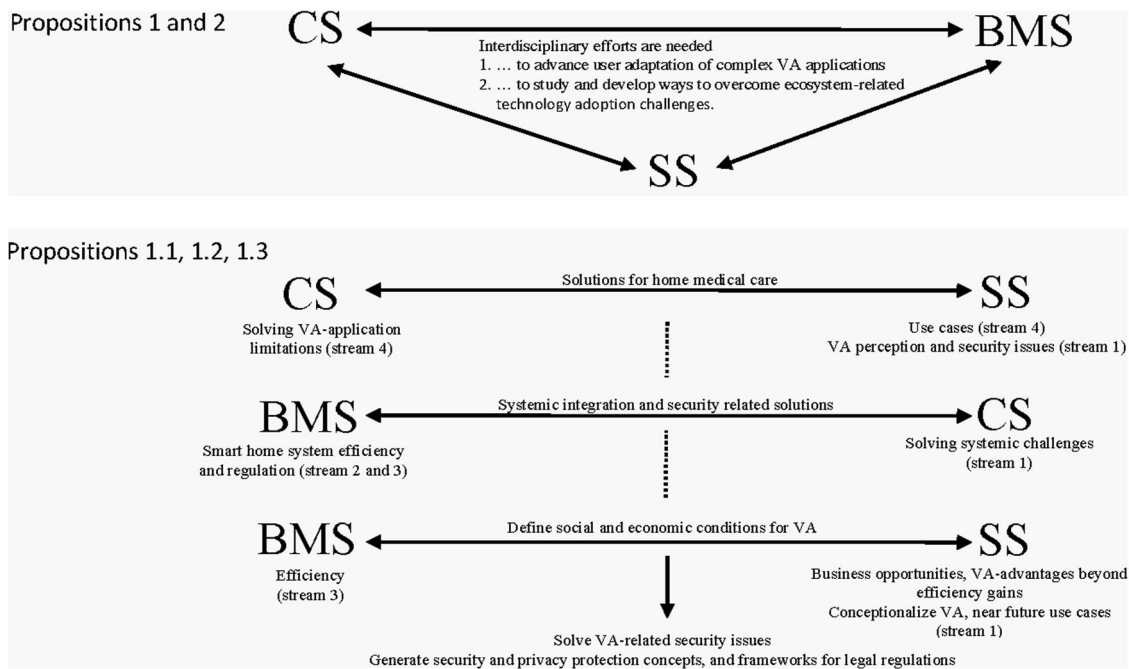 Propositions 1 and 2
CS
BMS
Interdisciplinary efforts are needed
1. … to advance user adaptation of complex VA applications
2. … to study and develop ways to overcome ecosystem-related
technology adoption challenges.
SS
Propositions 1.1, 1.2, 1.3
Solutions for home medical care
CS
SS
Solving VA-application
limitations (stream 4)
Use cases (stream 4)
VA perception and security issues (stream 1)
Systemic integration and security related solutions
BMS
CS
Smart home system efficiency
and regulation (stream 2 and 3)
Solving systemic challenges
(stream 1)
Define social and economic conditions for VA
BMS
SS
Efficiency
(stream 3)
Business opportunities, VA-advantages beyond
efficiency gains
Conceptionalize VA, near future use cases
(stream 1)
Solve VA-related security issues
Generate security and privacy protection concepts, and frameworks for legal regulations